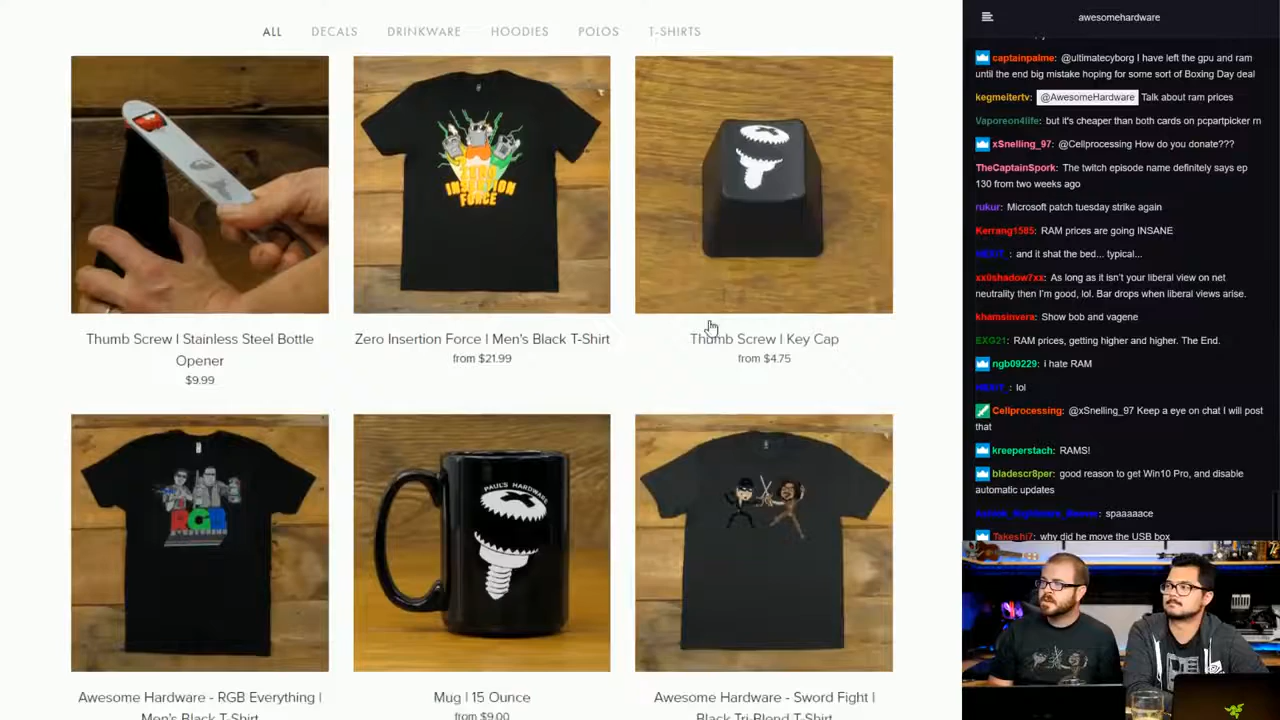 ALL DECALS DRINKWARE HOODIES POLOS T-SHIRTS
ZERO
INSERTION
FORCE
Thumb Screw | Stainless Steel Bottle
Opener
$9.99
Zero Insertion Force | Men's Black T-Shirt
from $21.99
Thumb Screw | Key Cap
from $4.75
RGB
PAUL'S HARDWARE
Awesome Hardware - RGB Everything |
Men's Black T-Shirt
Mug | 15 Ounce
from $9.00
Awesome Hardware - Sword Fight |
Black Tri-Blend T-Shirt
awesomehardware
captainpalme: @ultimatecyborg I have left the gpu and ram
until the end big mistake hoping for some sort of Boxing Day deal
kegmeitertv: @AwesomeHardware Talk about ram prices
Vaporeon4life: but it's cheaper than both cards on pcpartpicker rn
xSnelling_97: @Cellprocessing How do you donate???
TheCaptainSpork: The twitch episode name definitely says ep
130 from two weeks ago
rukur: Microsoft patch tuesday strike again
Kerrang1585: RAM prices are going INSANE
: and it shat the bed... typical...
xx0shadow7xx: As long as it isn't your liberal view on net
neutrality then I'm good, lol. Bar drops when liberal views arise.
khamsinvera: Show bob and vagene
EXG21: RAM prices, getting higher and higher. The End.
ngb09229: i hate RAM
: lol
Cellprocessing: @xSnelling_97 Keep a eye on chat I will post
that
kreeperstach: RAMS!
bladescr8per: good reason to get Win10 Pro, and disable
automatic updates
: spaaaaace
Takeshi7: why did he move the USB box